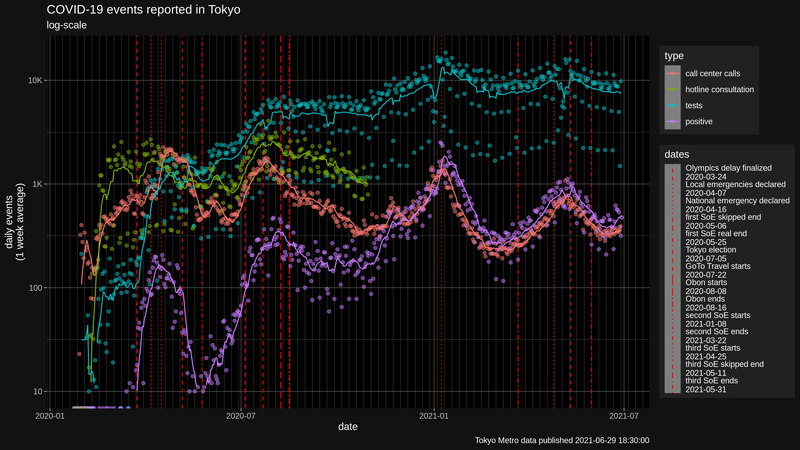 COVID-19 events reported in Tokyo
log-scale
10K
1K
100
10
daily events
(1 week average)
2020-01
2020-07
2021-01
2021-07
date
type
call center calls
hotline consultation
tests
positive
dates
Olympics delay finalized
2020-03-24
Local emergencies declared
2020-04-07
National emergency declared
2020-04-16
first SoE skipped end
2020-05-06
first SoE real end
2020-05-25
Tokyo election
2020-07-05
GoTo Travel starts
2020-07-22
Obon starts
2020-08-08
Obon ends
2020-08-16
second SoE starts
2021-01-08
second SoE ends
2021-03-22
third SoE starts
2021-04-25
third SoE skipped end
2021-05-11
third SoE ends
2021-05-31
Tokyo Metro data published 2021-06-29 18:30:00